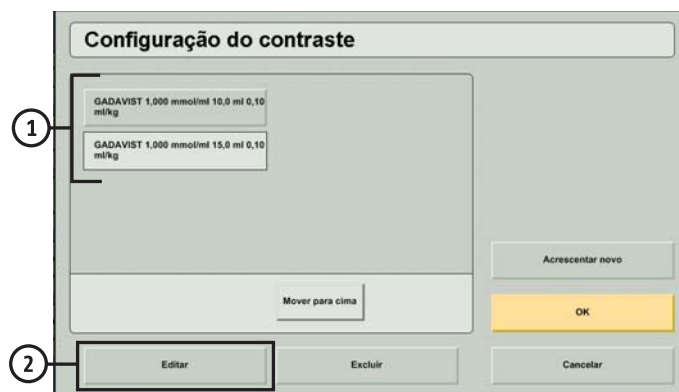 Configuração do contraste
1
GADAVIST 1,000 mmol/ml 10,0 ml 0,10
ml/kg
GADAVIST 1,000 mmol/ml 15,0 ml 0,10
ml/kg
Acrescentar novo
Mover para cima
OK
2
Editar
Excluir
Cancelar